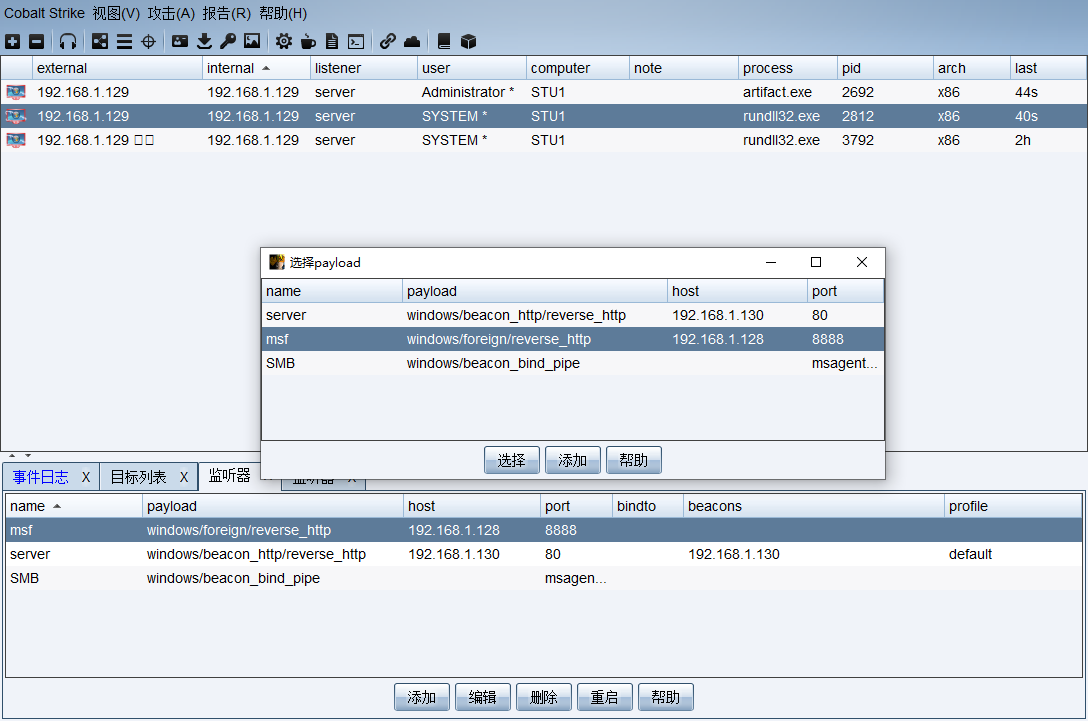 Cobalt Strike 视图(V) 攻击(A) 报告(R) 帮助(H)
external internal listener user computer note process pid arch last
192.168.1.129 192.168.1.129 server Administrator * STU1 artifact.exe 2692 x86 44s
192.168.1.129 192.168.1.129 server SYSTEM * STU1 rundll32.exe 2812 x86 40s
192.168.1.129 □□ 192.168.1.129 server SYSTEM * STU1 rundll32.exe 3792 x86 2h
选择payload
name payload host port
server windows/beacon_http/reverse_http 192.168.1.130 80
msf windows/foreign/reverse_http 192.168.1.128 8888
SMB windows/beacon_bind_pipe msagent...
选择 添加 帮助
事件日志 X 目标列表 X 监听器 监听器 X
name payload host port bindto beacons profile
msf windows/foreign/reverse_http 192.168.1.128 8888
server windows/beacon_http/reverse_http 192.168.1.130 80 192.168.1.130 default
SMB windows/beacon_bind_pipe msagen...
添加 编辑 删除 重启 帮助